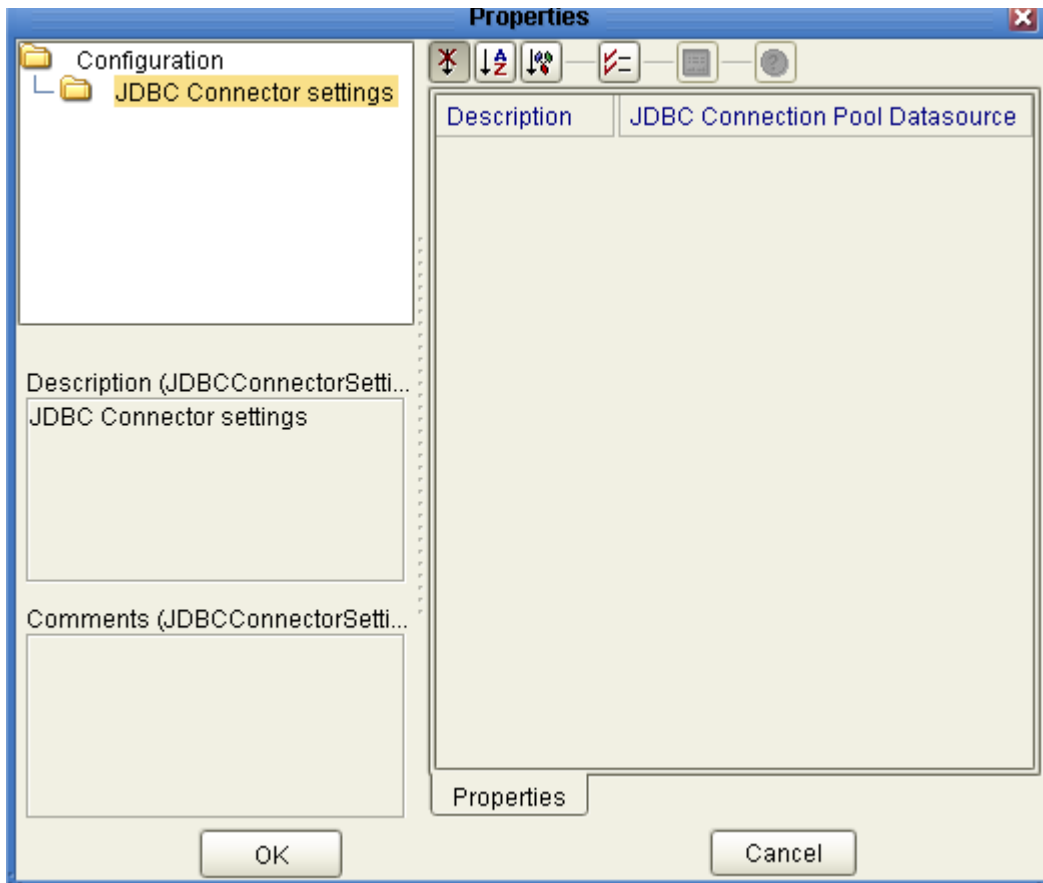 Properties
Configuration
JDBC Connector settings
Description JDBC Connection Pool Datasource
Description (JDBCConnectorSetti...
JDBC Connector settings
Comments (JDBCConnectorSetti...
Properties
OK Cancel